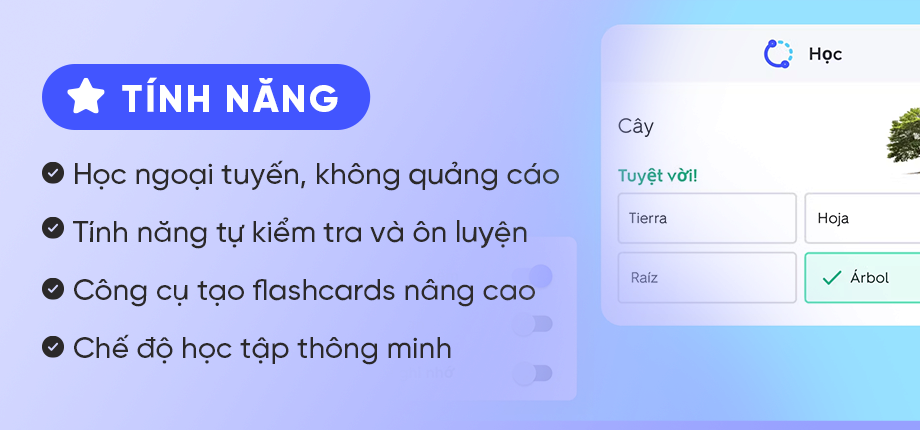 TÍNH NĂNG
Học ngoại tuyến, không quảng cáo
Tính năng tự kiểm tra và ôn luyện
Công cụ tạo flashcards nâng cao
Chế độ học tập thông minh
Học
Cây
Tuyệt vời!
Tierra
Hoja
Raíz
Árbol